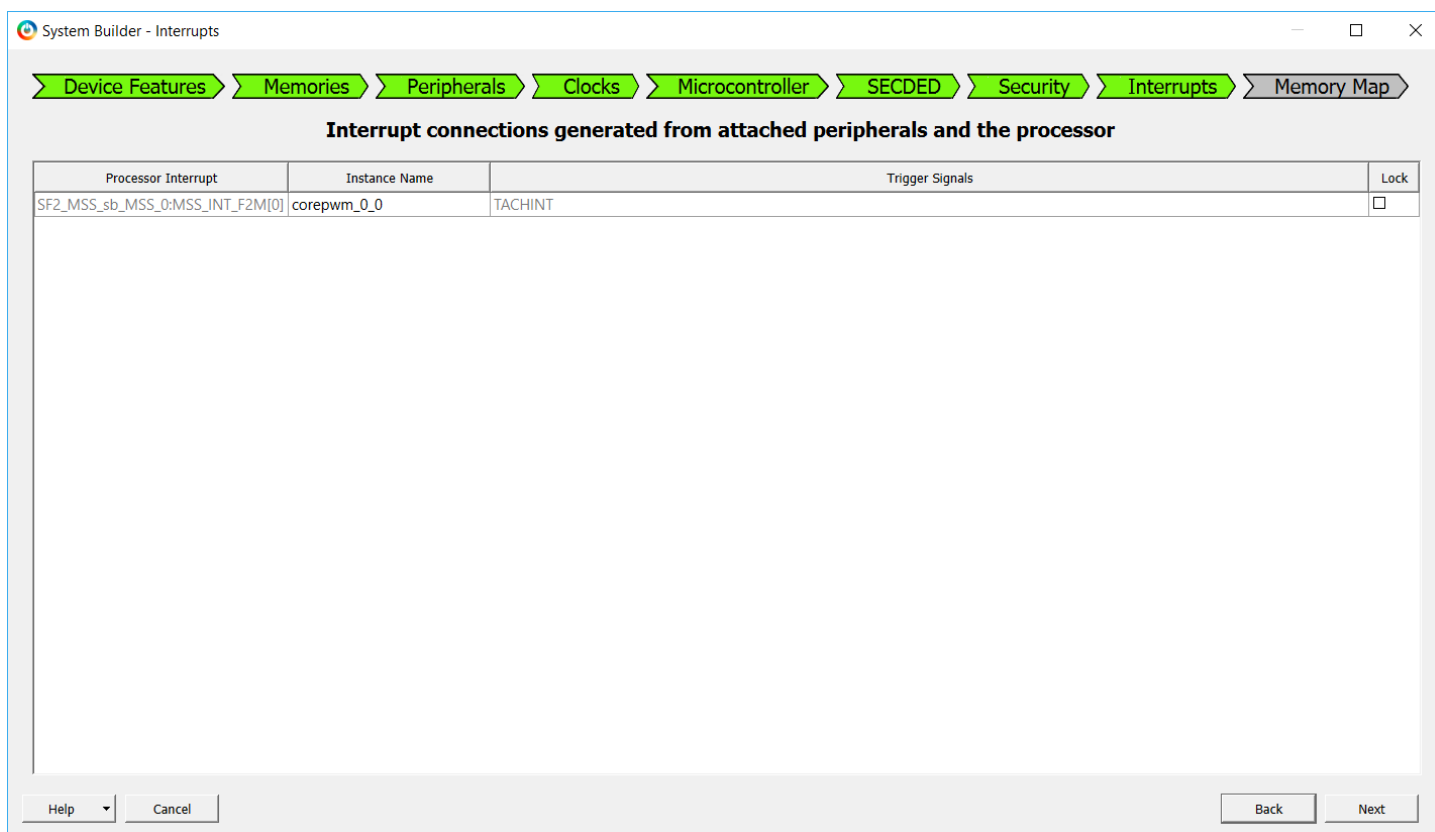 System Builder - Interrupts
Device Features Memories Peripherals Clocks Microcontroller SECDED Security Interrupts Memory Map
Interrupt connections generated from attached peripherals and the processor
Processor Interrupt Instance Name Trigger Signals Lock
SF2_MSS_sb_MSS_0:MSS_INT_F2M[0] corepwm_0_0 TACHINT
Help Cancel Back Next